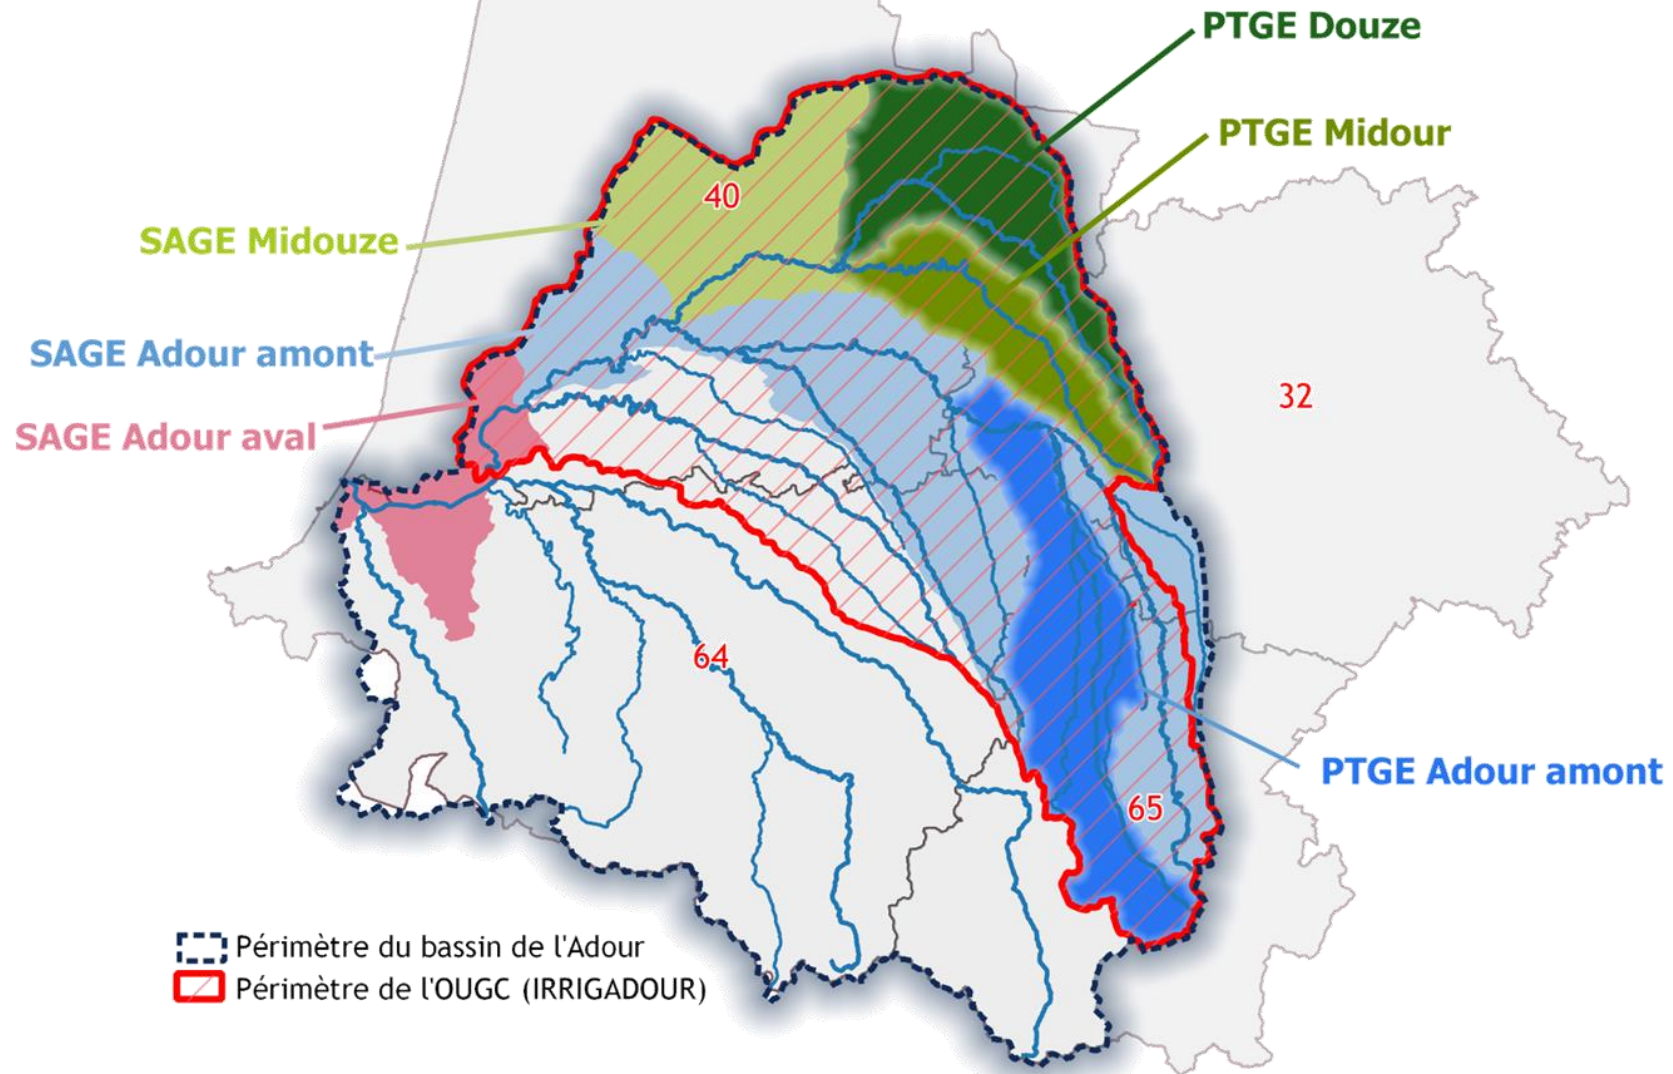 PTGE Douze
PTGE Midour
40
SAGE Midouze
SAGE Adour amont
32
SAGE Adour aval
64
PTGE Adour amont
65
Périmètre du bassin de l'Adour
Périmètre de l'OUGC (IRRIGADOUR)